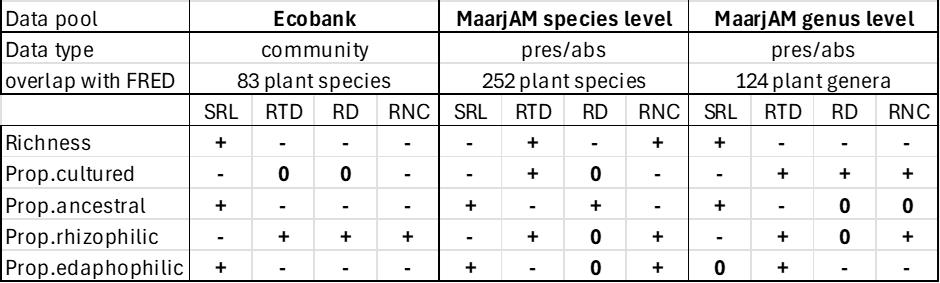 Data pool Ecobank MaarjAM species level MaarjAM genus level
Data type community pres/abs pres/abs
overlap with FRED 83 plant species 252 plant species 124 plant genera
SRL RTD RD RNC SRL RTD RD RNC SRL RTD RD RNC
Richness + - - - - + - + + - - -
Prop.cultured - 0 0 - - + 0 - - + + +
Prop.ancestral + - - - + - + - + - 0 0
Prop.rhizophilic - + + + - + 0 + - + 0 +
Prop.edaphophilic + - - - + - 0 + 0 + - -